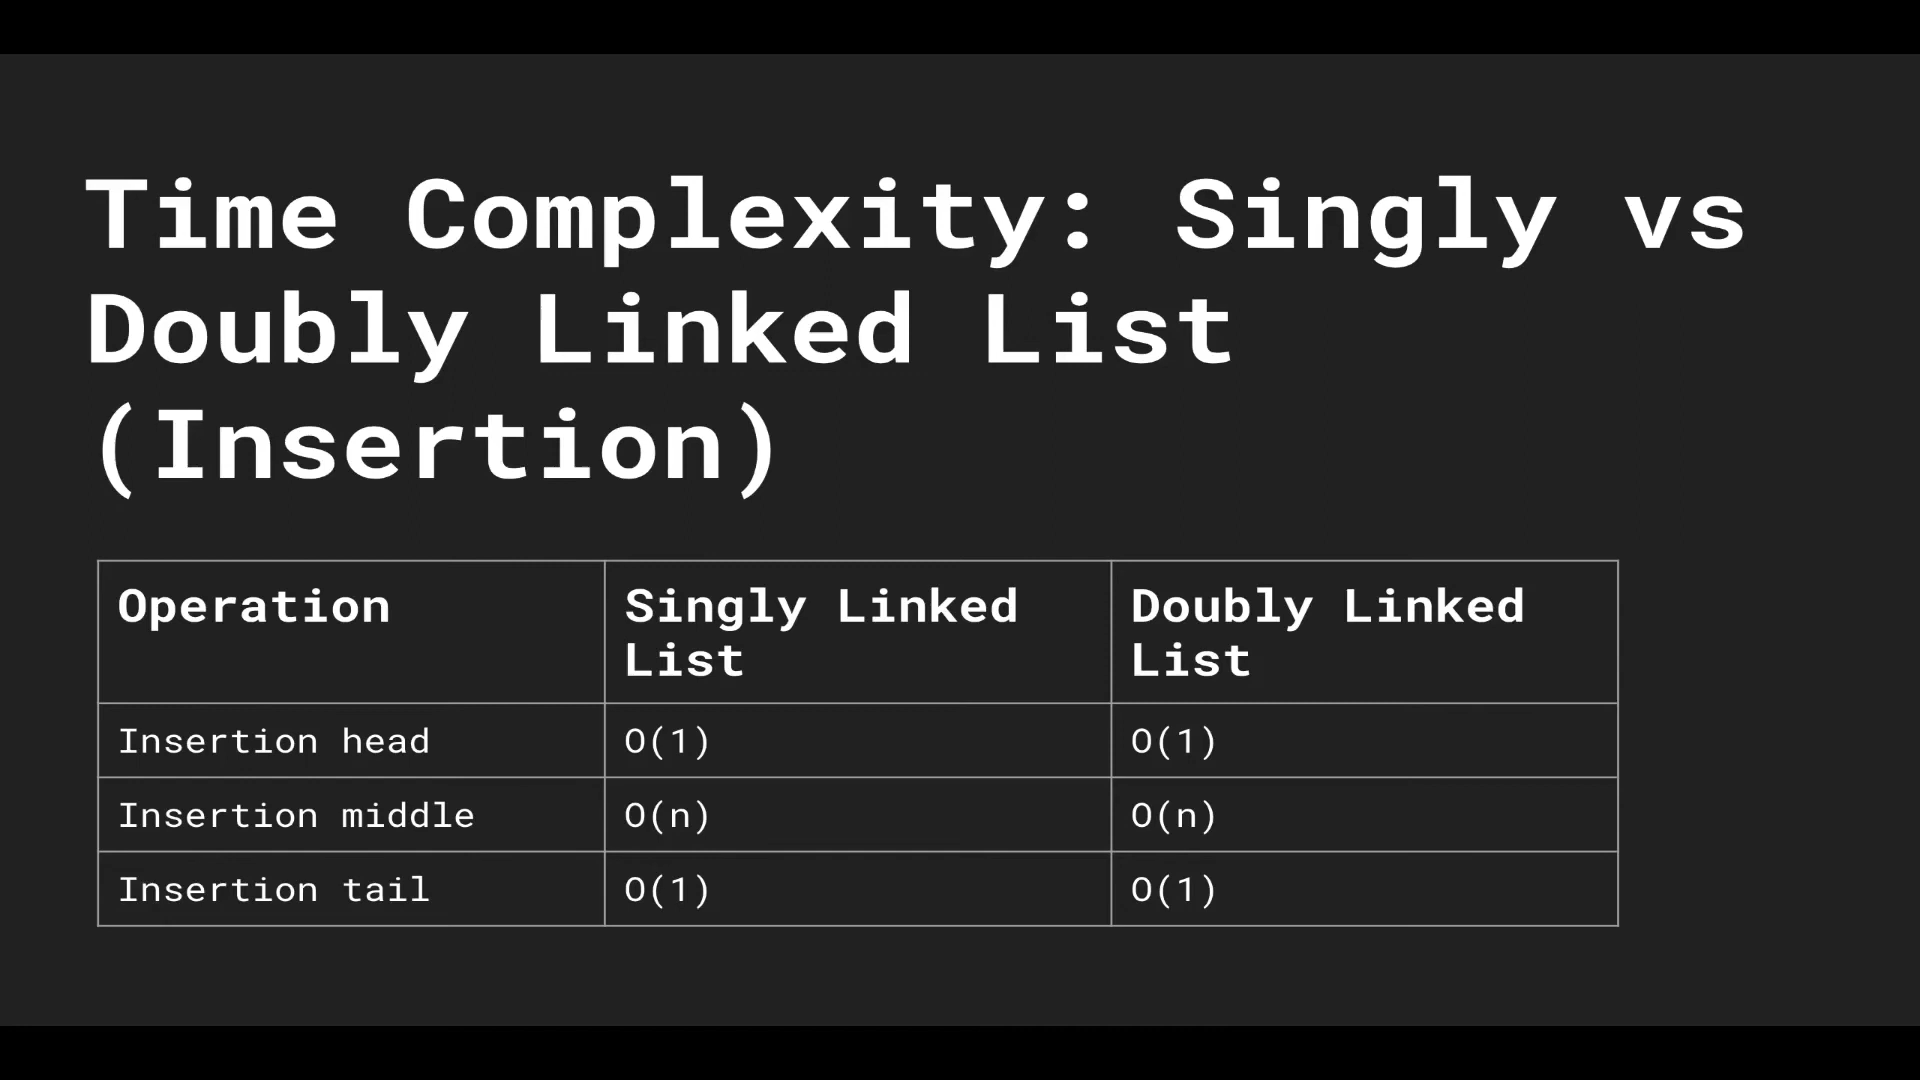 Time Complexity: Singly vs
Doubly Linked List
(Insertion)
Operation
Singly Linked
List
Doubly Linked
List
Insertion head
O(1)
O(1)
Insertion middle
O(n)
O(n)
Insertion tail
O(1)
O(1)